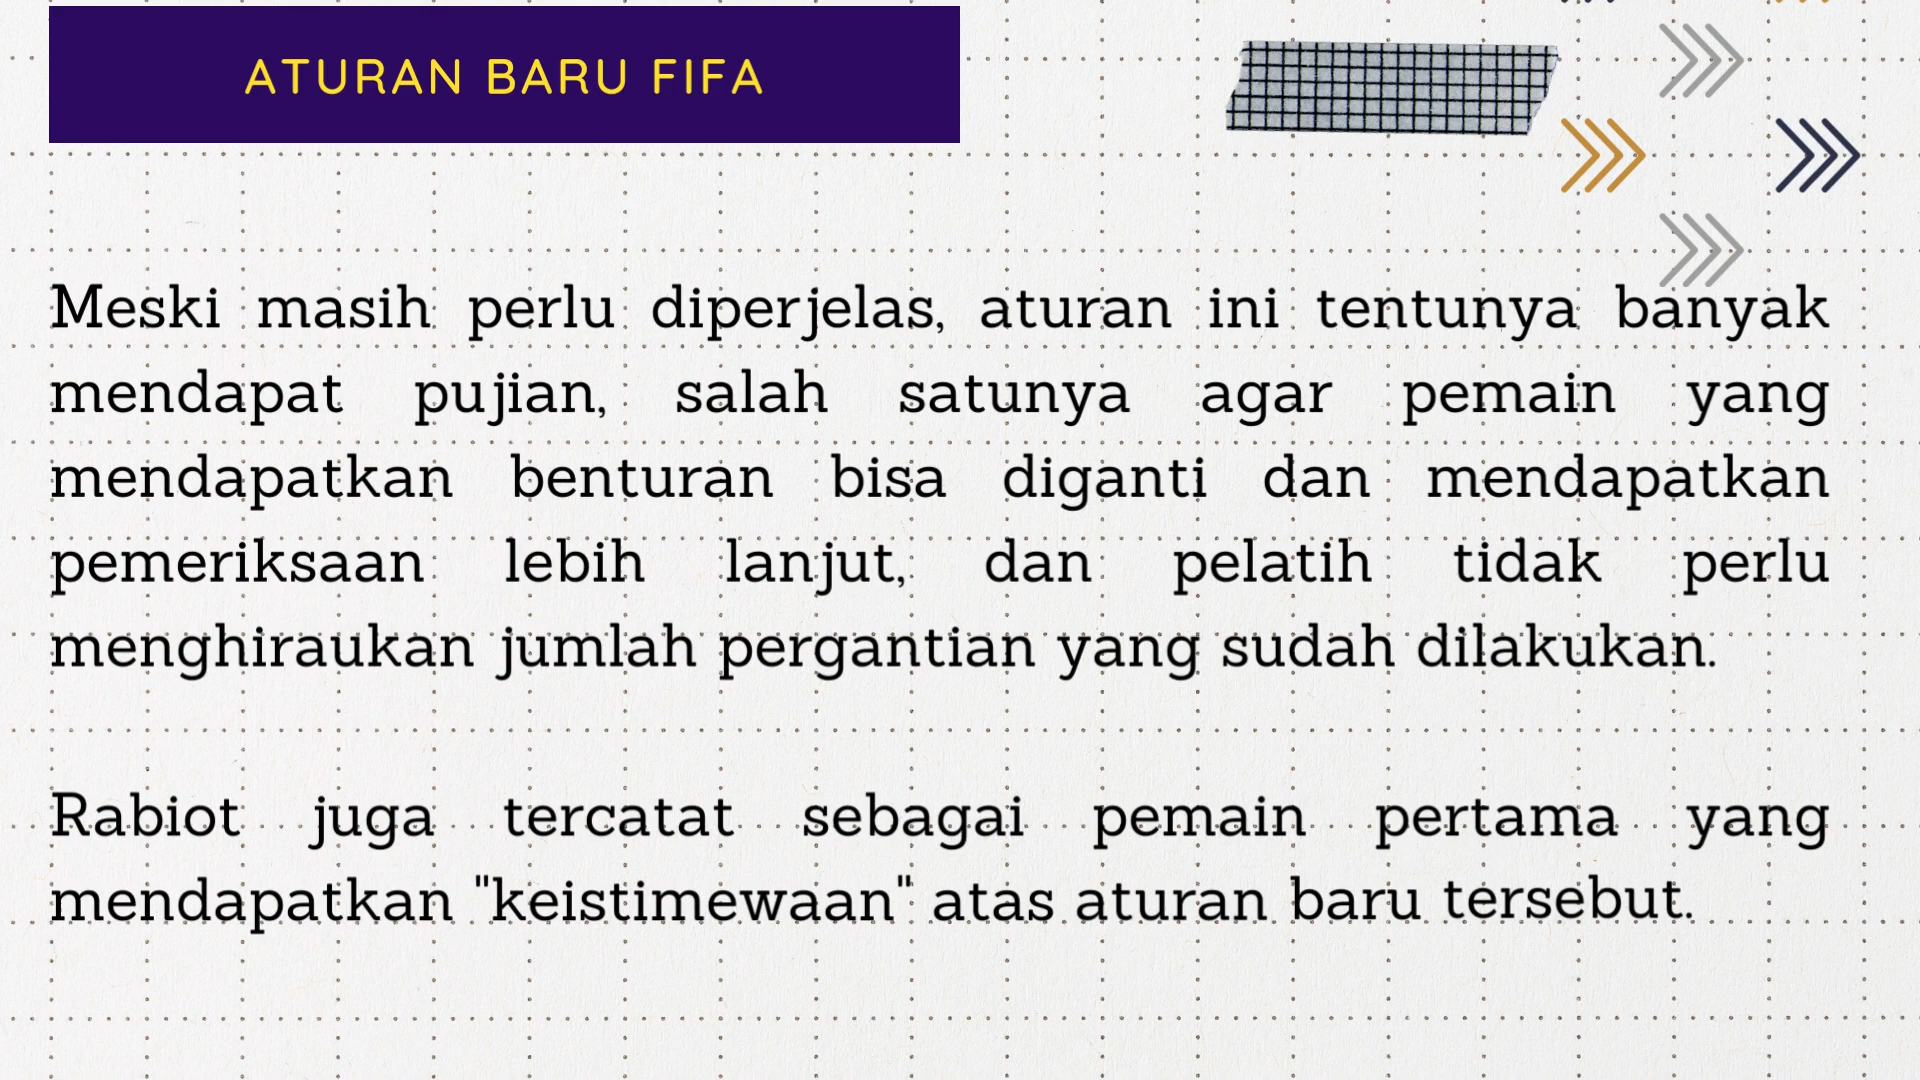 ATURAN BARU FIFA
Meski masih perlu diperjelas, aturan ini tentunya banyak
mendapat pujian, salah satunya agar pemain yang
mendapatkan benturan bisa diganti dan mendapatkan
pemeriksaan lebih lanjut, dan pelatih tidak perlu
menghiraukan jumlah pergantian yang sudah dilakukan.
Rabiot juga tercatat sebagai pemain pertama yang
mendapatkan "keistimewaan" atas aturan baru tersebut.